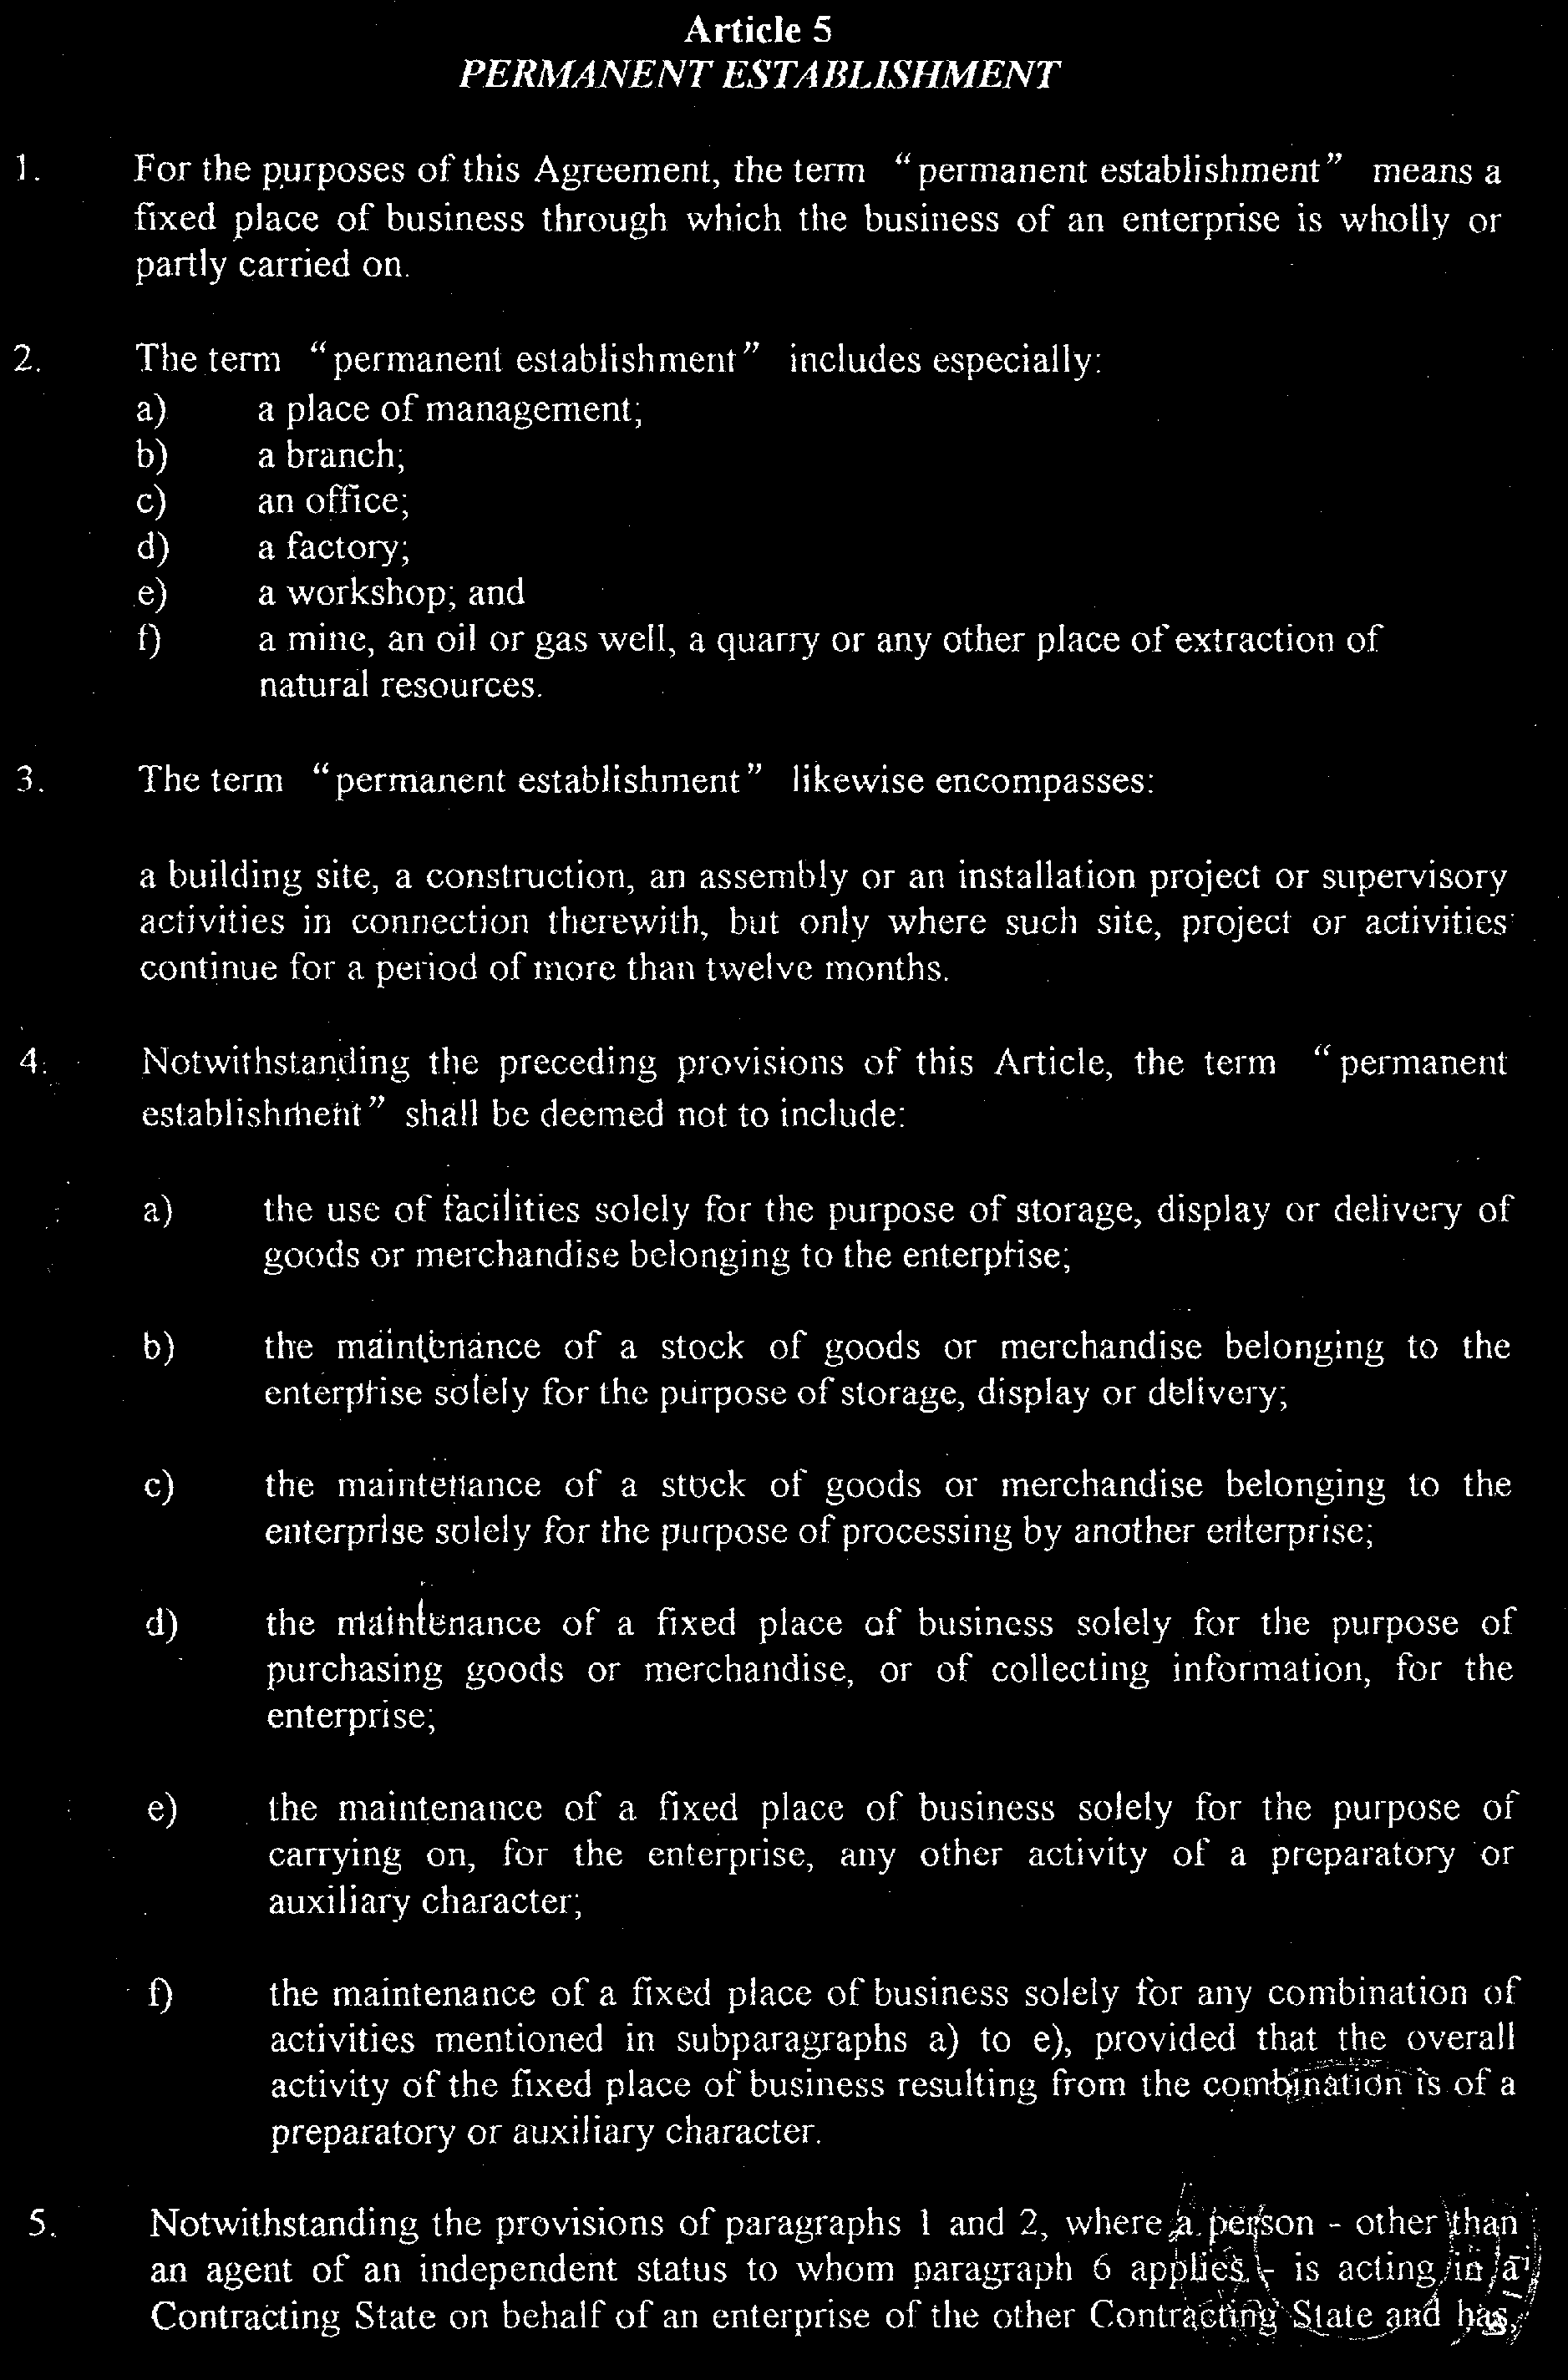 Article 5
PERMANENT ESTABLISHMENT
1. For the purposes of this Agreement, the term “permanent establishment” means a
fixed place of business through which the business of an enterprise is wholly or
partly carried on.
2. The term “permanent establishment” includes especially:
a) a place of management;
b) a branch;
c) an office;
d) a factory;
e) a workshop; and
f) a mine, an oil or gas well, a quarry or any other place of extraction of
natural resources.
3. The term “permanent establishment” likewise encompasses:
a building site, a construction, an assembly or an installation project or supervisory
activities in connection therewith, but only where such site, project or activities
continue for a period of more than twelve months.
4. Notwithstanding the preceding provisions of this Article, the term “permanent
establishment” shall be deemed not to include:
a) the use of facilities solely for the purpose of storage, display or delivery of
goods or merchandise belonging to the enterprise;
b) the maintenance of a stock of goods or merchandise belonging to the
enterprise solely for the purpose of storage, display or delivery;
c) the maintenance of a stock of goods or merchandise belonging to the
enterprise solely for the purpose of processing by another enterprise;
d) the maintenance of a fixed place of business solely for the purpose of
purchasing goods or merchandise, or of collecting information, for the
enterprise;
e) the maintenance of a fixed place of business solely for the purpose of
carrying on, for the enterprise, any other activity of a preparatory or
auxiliary character;
f) the maintenance of a fixed place of business solely for any combination of
activities mentioned in subparagraphs a) to e), provided that the overall
activity of the fixed place of business resulting from the combination is of a
preparatory or auxiliary character.
5. Notwithstanding the provisions of paragraphs 1 and 2, where a person - other than
an agent of an independent status to whom paragraph 6 applies - is acting in a
Contracting State on behalf of an enterprise of the other Contracting State and has,